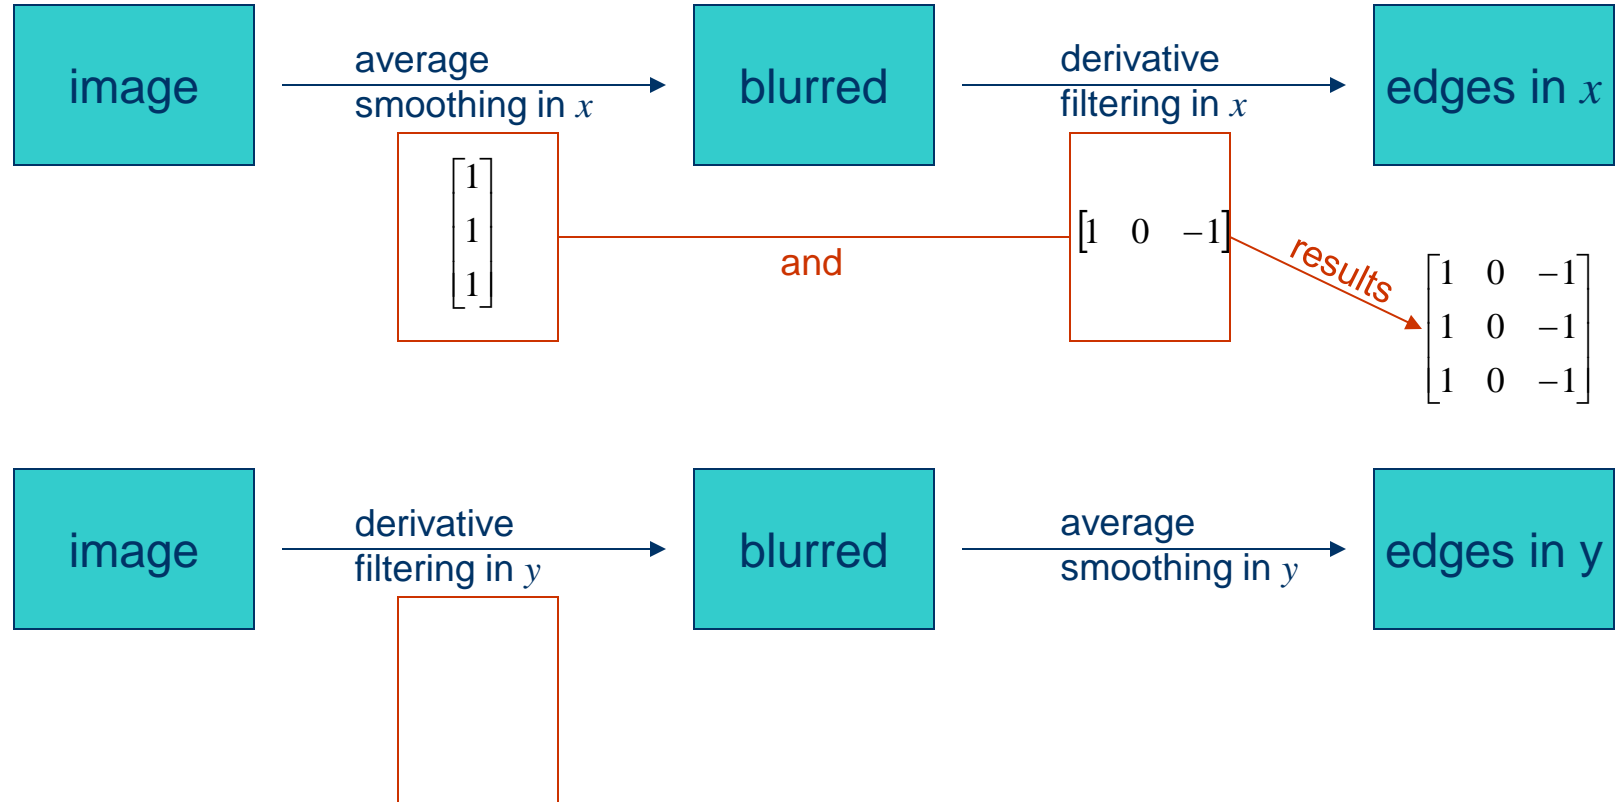 image
average
smoothing in x
blurred
derivative
filtering in x
edges in x
[1
1
1]
and
[1 0 −1]
results
[1 0 −1
1 0 −1
1 0 −1]
image
derivative
filtering in y
blurred
average
smoothing in y
edges in y